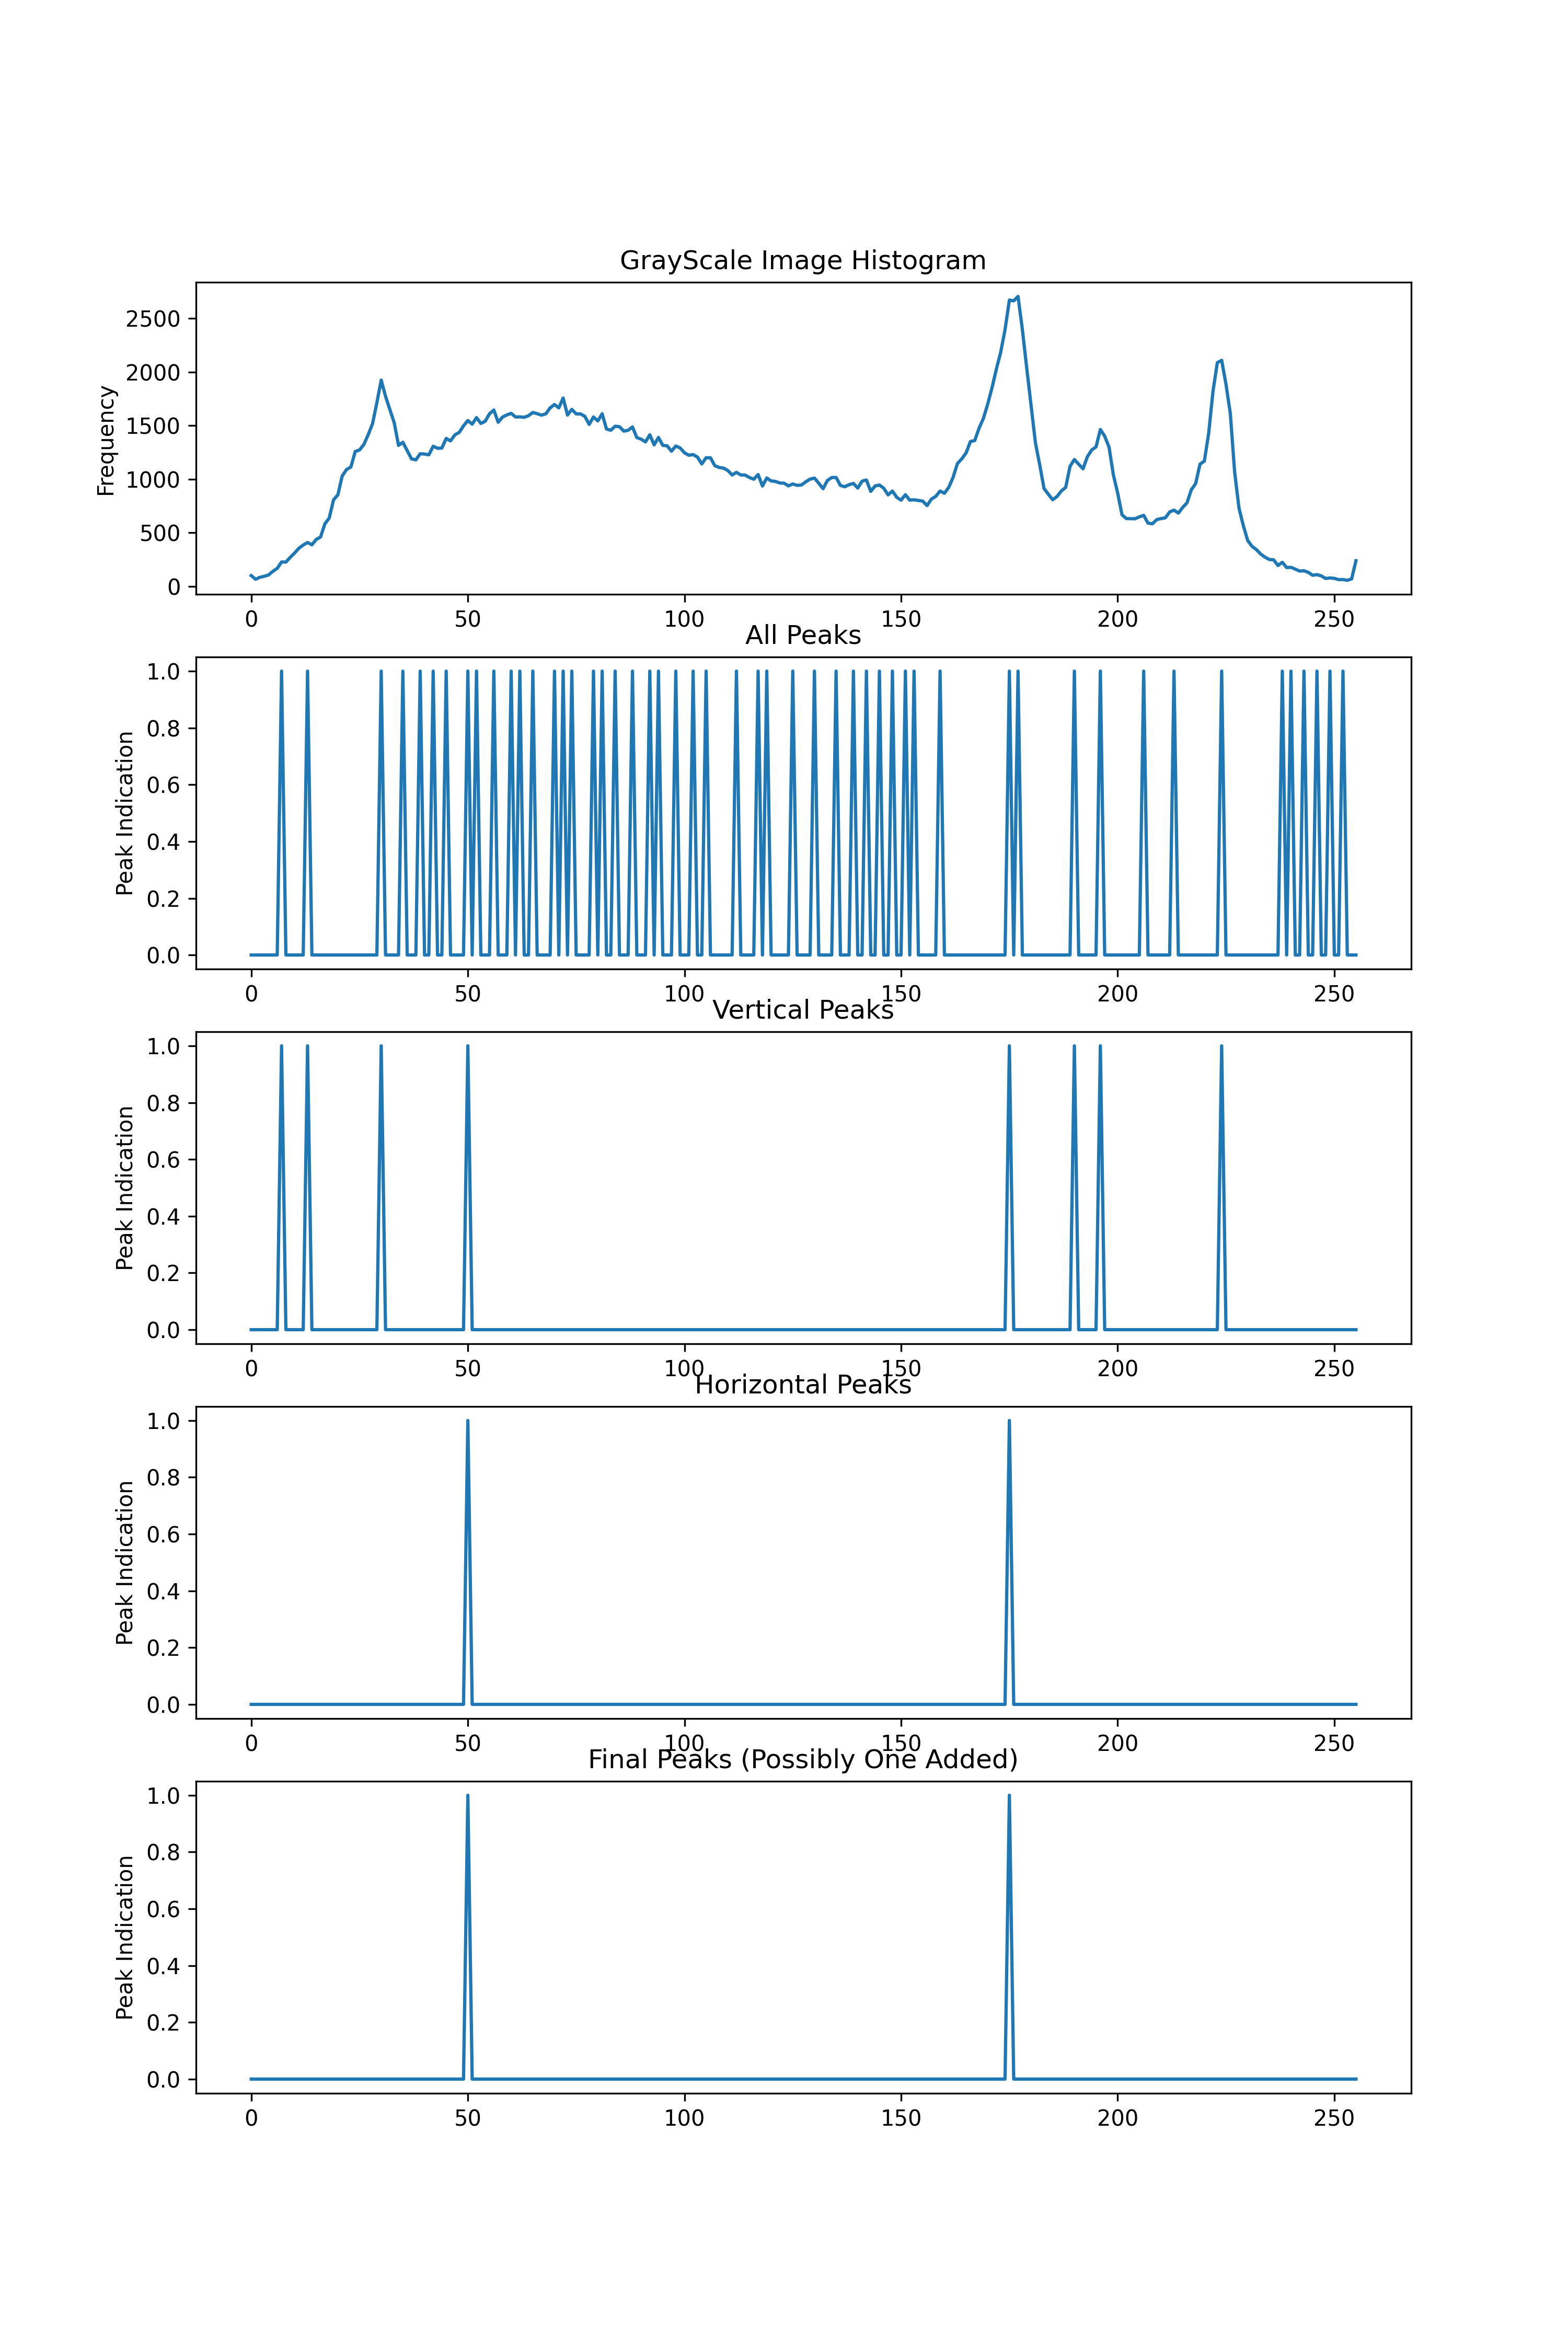 GrayScale Image Histogram
Frequency
2500
2000
1500
1000
500
0
0 50 100 150 200 250
All Peaks
Peak Indication
1.0
0.8
0.6
0.4
0.2
0.0
0 50 100 150 200 250
Vertical Peaks
Peak Indication
1.0
0.8
0.6
0.4
0.2
0.0
0 50 100 150 200 250
Horizontal Peaks
Peak Indication
1.0
0.8
0.6
0.4
0.2
0.0
0 50 100 150 200 250
Final Peaks (Possibly One Added)
Peak Indication
1.0
0.8
0.6
0.4
0.2
0.0
0 50 100 150 200 250